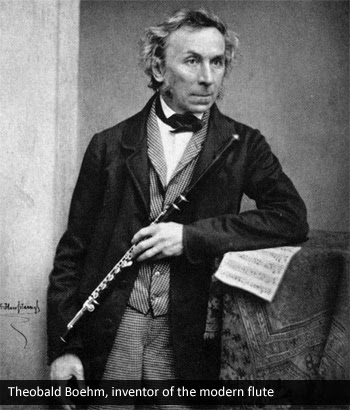 Theobald Boehm, inventor of the modern flute